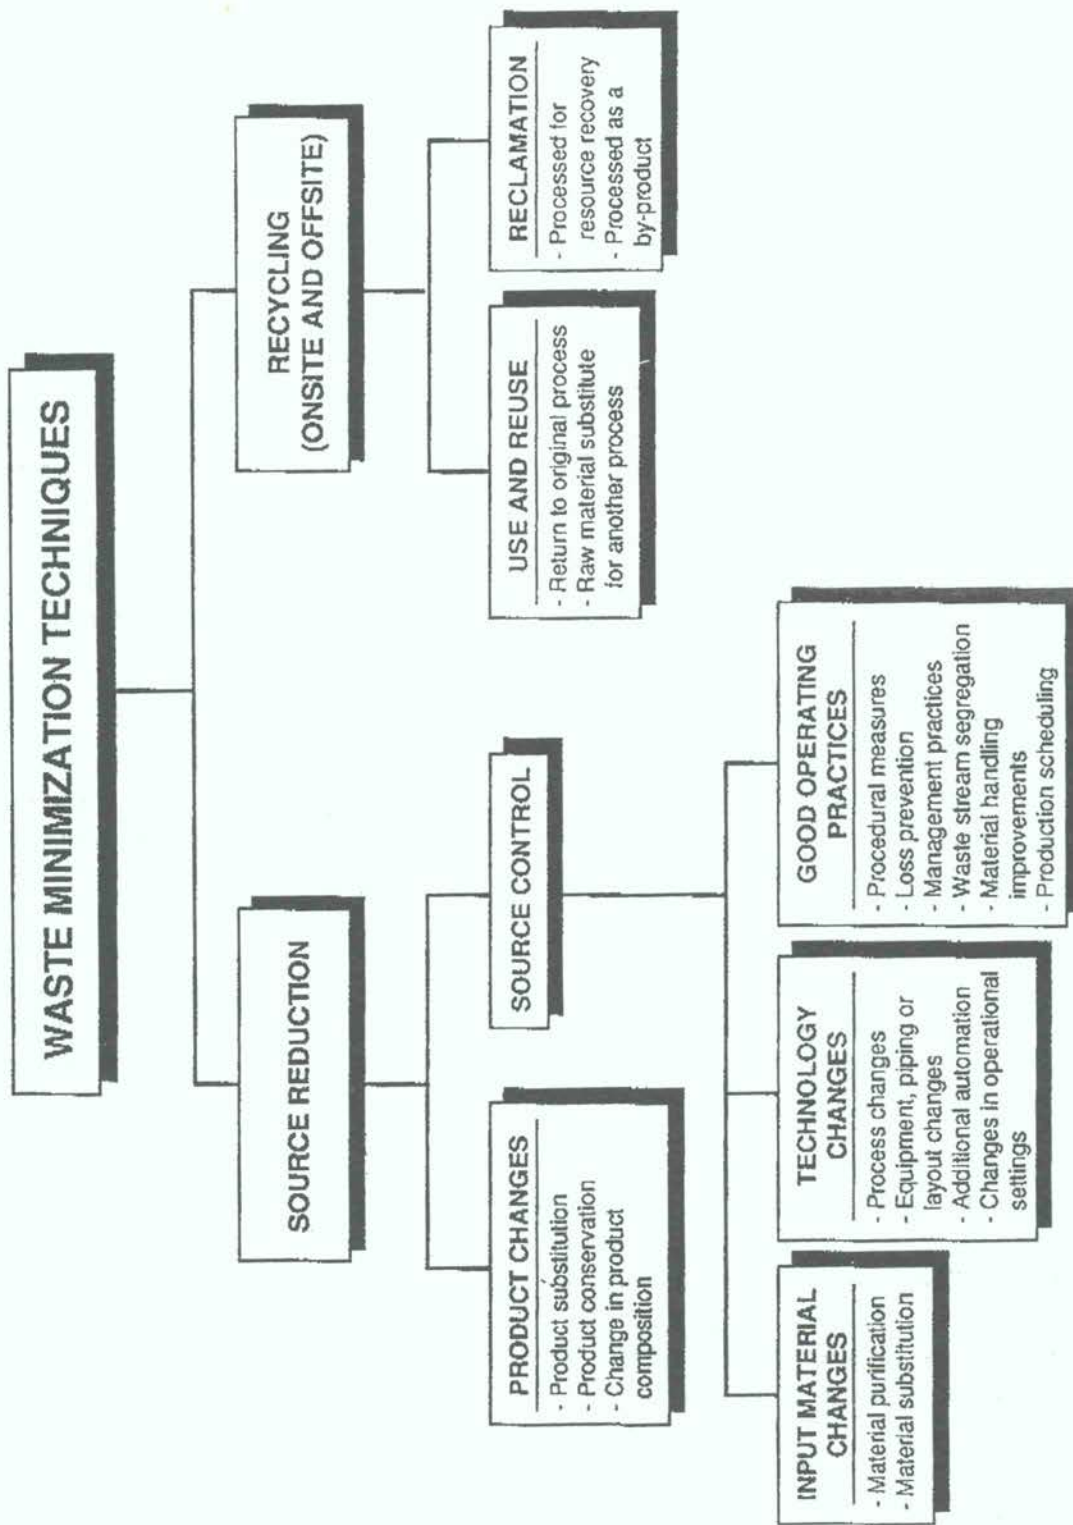 WASTE MINIMIZATION TECHNIQUES
SOURCE REDUCTION
RECYCLING
(ONSITE AND OFFSITE)
PRODUCT CHANGES
- Product substitution
- Product conservation
- Change in product
composition
SOURCE CONTROL
USE AND REUSE
- Return to original process
- Raw material substitute
for another process
RECLAMATION
- Processed for
resource recovery
- Processed as a
by-product
INPUT MATERIAL
CHANGES
- Material purification
- Material substitution
TECHNOLOGY
CHANGES
- Process changes
- Equipment, piping or
layout changes
- Additional automation
- Changes in operational
settings
GOOD OPERATING
PRACTICES
- Procedural measures
- Loss prevention
- Management practices
- Waste stream segregation
- Material handling
improvements
- Production scheduling